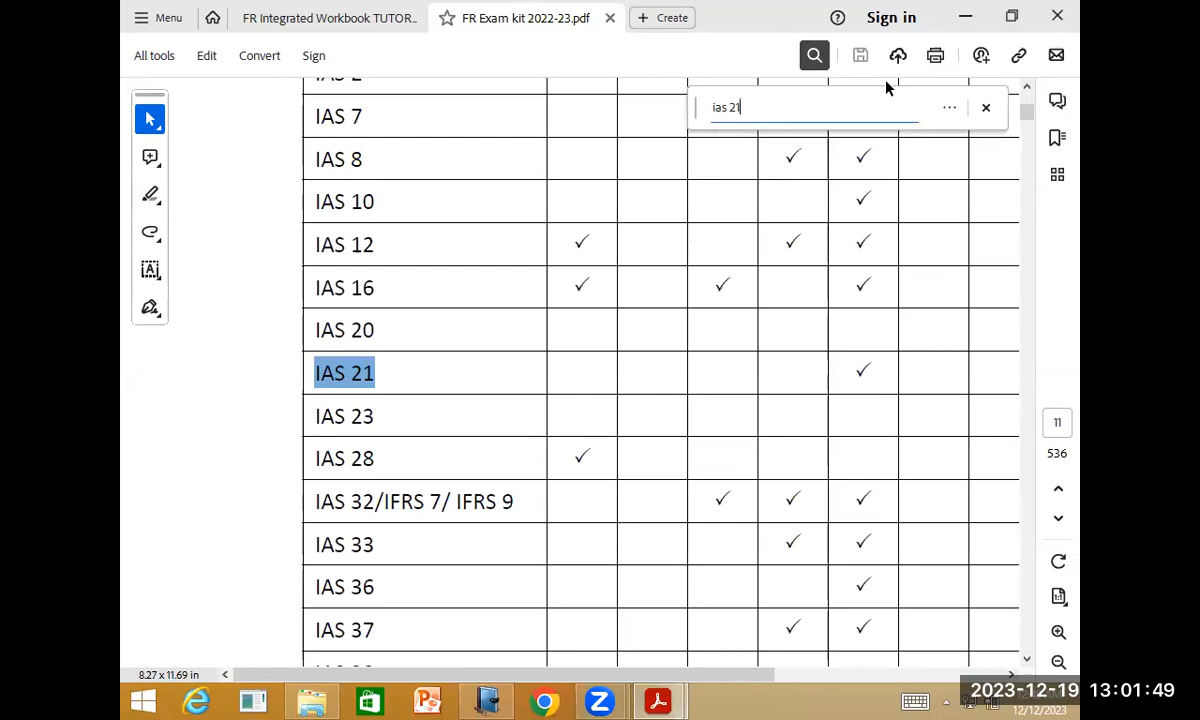 Menu
FR Integrated Workbook TUTOR...
FR Exam kit 2022-23.pdf
Create
Sign in
All tools
Edit
Convert
Sign
ias 21
IAS 7
IAS 8
IAS 10
IAS 12
IAS 16
IAS 20
IAS 21
IAS 23
IAS 28
IAS 32/IFRS 7/ IFRS 9
IAS 33
IAS 36
IAS 37
11
536
8.27 x 11.69 in
2023-12-19 13:01:49
12/12/2023